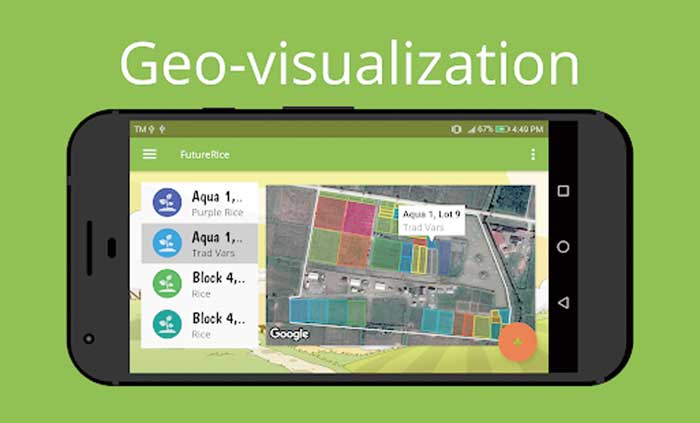 Geo-visualization
TM
67%
4:49 PM
FutureRice
Aqua 1,..
Purple Rice
Aqua 1,..
Trad Vars
Block 4,..
Rice
Block 4,..
Rice
Aqua 1, Lot 9
Trad Vars
Google